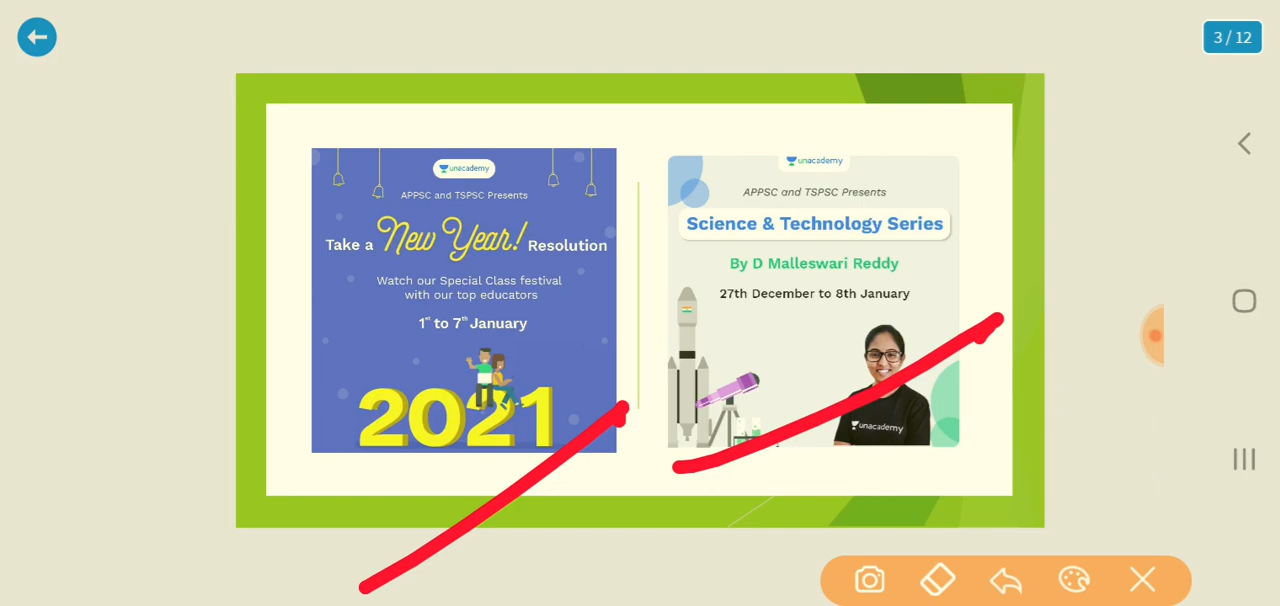 3 / 12
unacademy
APPSC and TSPSC Presents
Take a New Year! Resolution
Watch our Special Class festival
with our top educators
1st to 7th January
2021
unacademy
APPSC and TSPSC Presents
Science & Technology Series
By D Malleswari Reddy
27th December to 8th January
unacademy